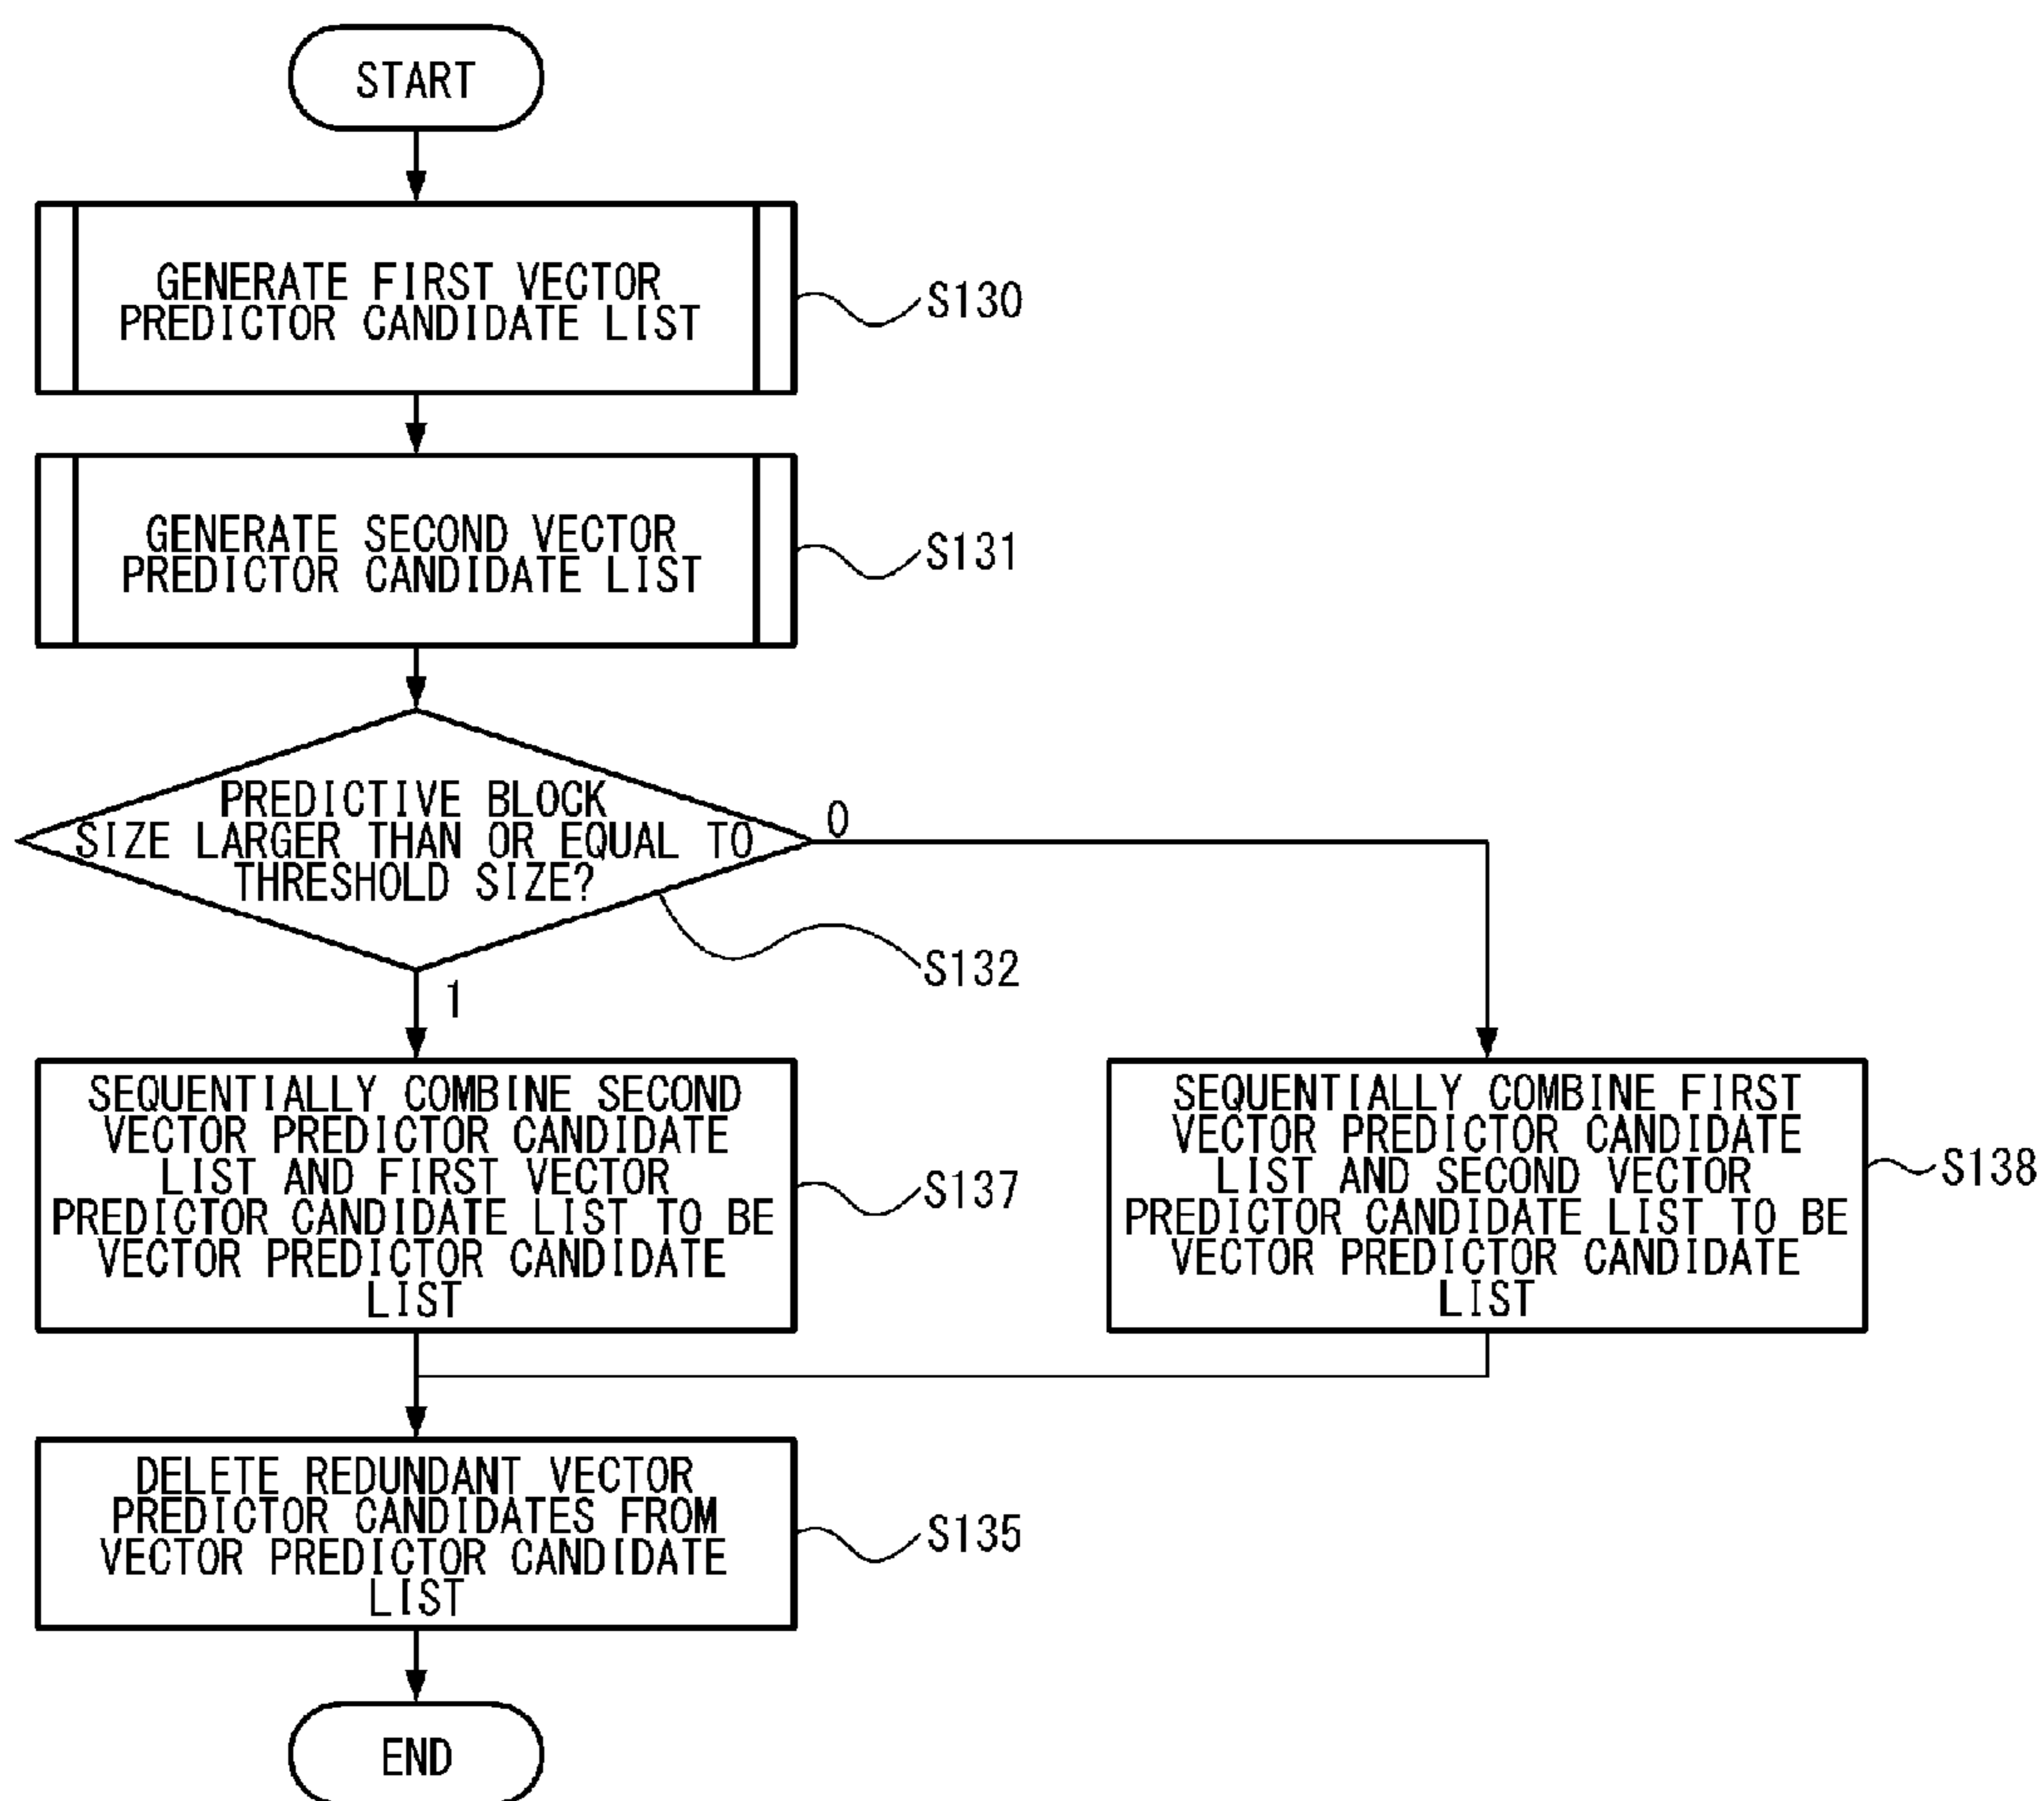 START
GENERATE FIRST VECTOR
PREDICTOR CANDIDATE LIST
S130
GENERATE SECOND VECTOR
PREDICTOR CANDIDATE LIST
S131
PREDICTIVE BLOCK
SIZE LARGER THAN OR EQUAL TO
THRESHOLD SIZE?
0
S132
1
SEQUENTIALLY COMBINE SECOND
VECTOR PREDICTOR CANDIDATE
LIST AND FIRST VECTOR
PREDICTOR CANDIDATE LIST TO BE
VECTOR PREDICTOR CANDIDATE
LIST
S137
SEQUENTIALLY COMBINE FIRST
VECTOR PREDICTOR CANDIDATE
LIST AND SECOND VECTOR
PREDICTOR CANDIDATE LIST TO BE
VECTOR PREDICTOR CANDIDATE
LIST
S138
DELETE REDUNDANT VECTOR
PREDICTOR CANDIDATES FROM
VECTOR PREDICTOR CANDIDATE
LIST
S135
END